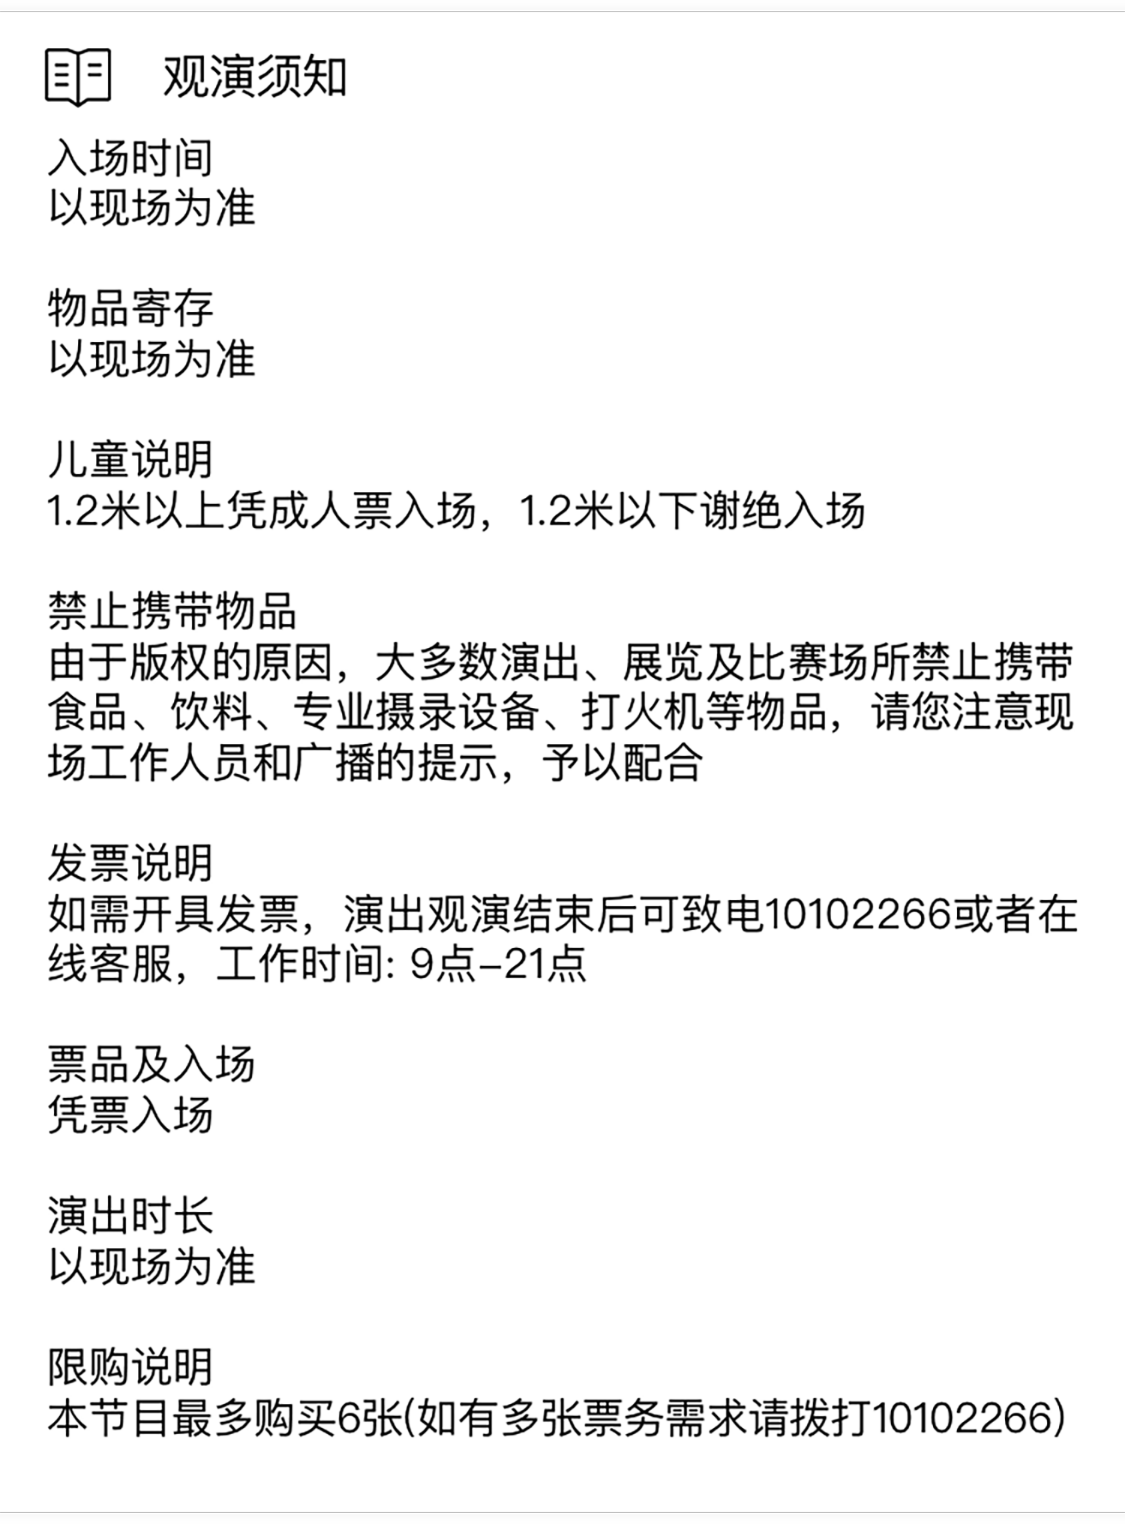 观演须知
入场时间
以现场为准
物品寄存
以现场为准
儿童说明
1.2米以上凭成人票入场，1.2米以下谢绝入场
禁止携带物品
由于版权的原因，大多数演出、展览及比赛场所禁止携带
食品、饮料、专业摄录设备、打火机等物品，请您注意现
场工作人员和广播的提示，予以配合
发票说明
如需开具发票，演出观演结束后可致电10102266或者在
线客服，工作时间: 9点–21点
票品及入场
凭票入场
演出时长
以现场为准
限购说明
本节目最多购买6张(如有多张票务需求请拨打10102266)